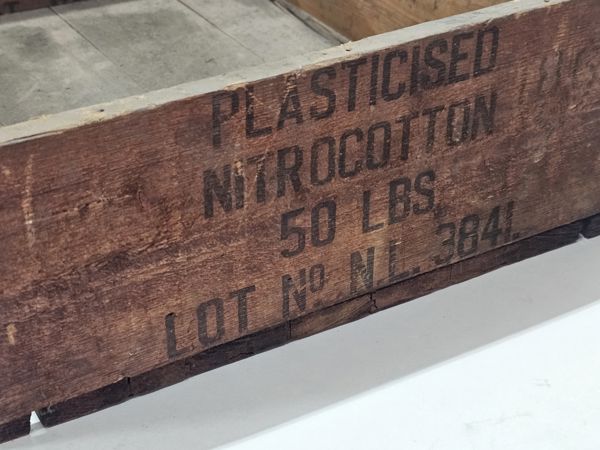 PLASTICISED
NITROCOTTON
50 LBS.
LOT Nº N.L. 3841.